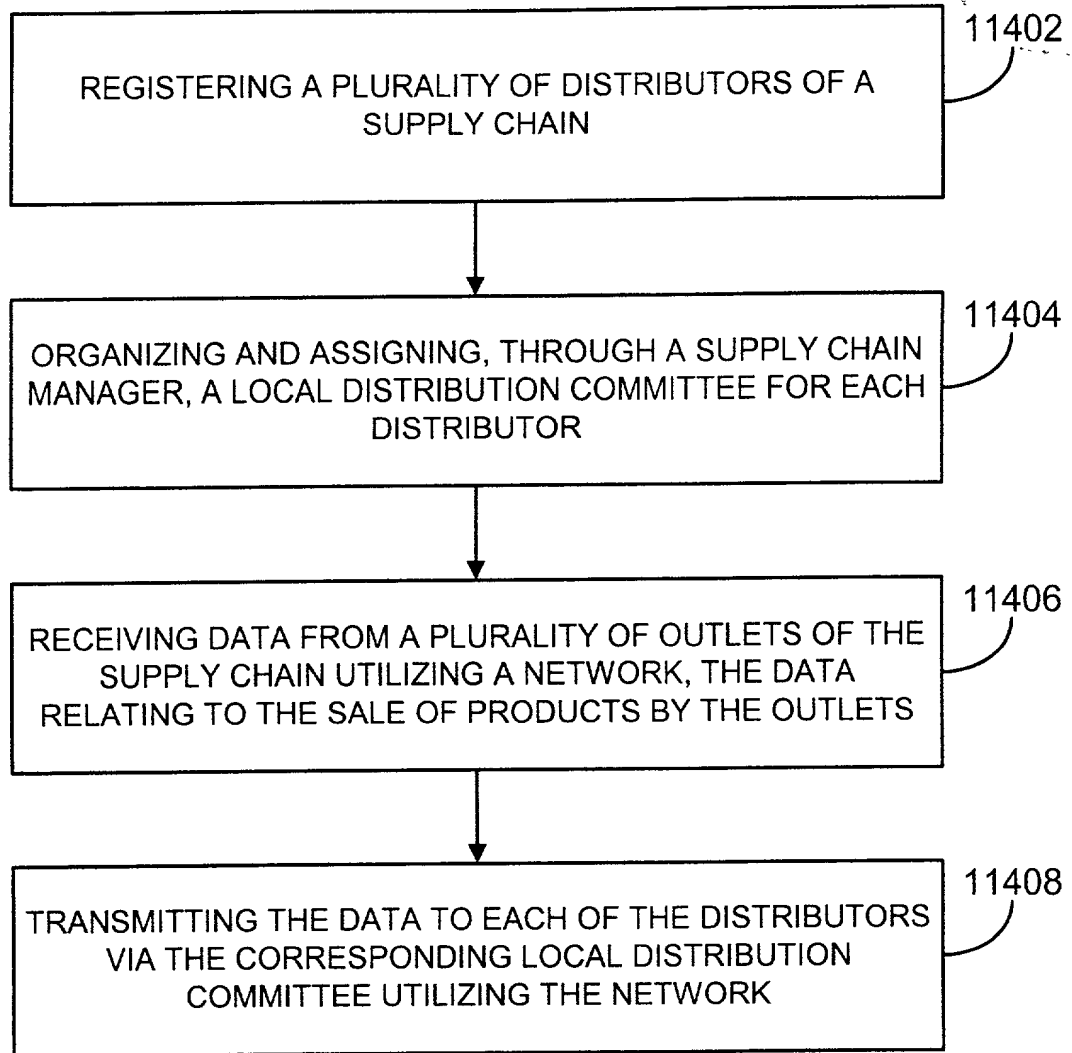 11402
REGISTERING A PLURALITY OF DISTRIBUTORS OF A
SUPPLY CHAIN
11404
ORGANIZING AND ASSIGNING, THROUGH A SUPPLY CHAIN
MANAGER, A LOCAL DISTRIBUTION COMMITTEE FOR EACH
DISTRIBUTOR
11406
RECEIVING DATA FROM A PLURALITY OF OUTLETS OF THE
SUPPLY CHAIN UTILIZING A NETWORK, THE DATA
RELATING TO THE SALE OF PRODUCTS BY THE OUTLETS
11408
TRANSMITTING THE DATA TO EACH OF THE DISTRIBUTORS
VIA THE CORRESPONDING LOCAL DISTRIBUTION
COMMITTEE UTILIZING THE NETWORK